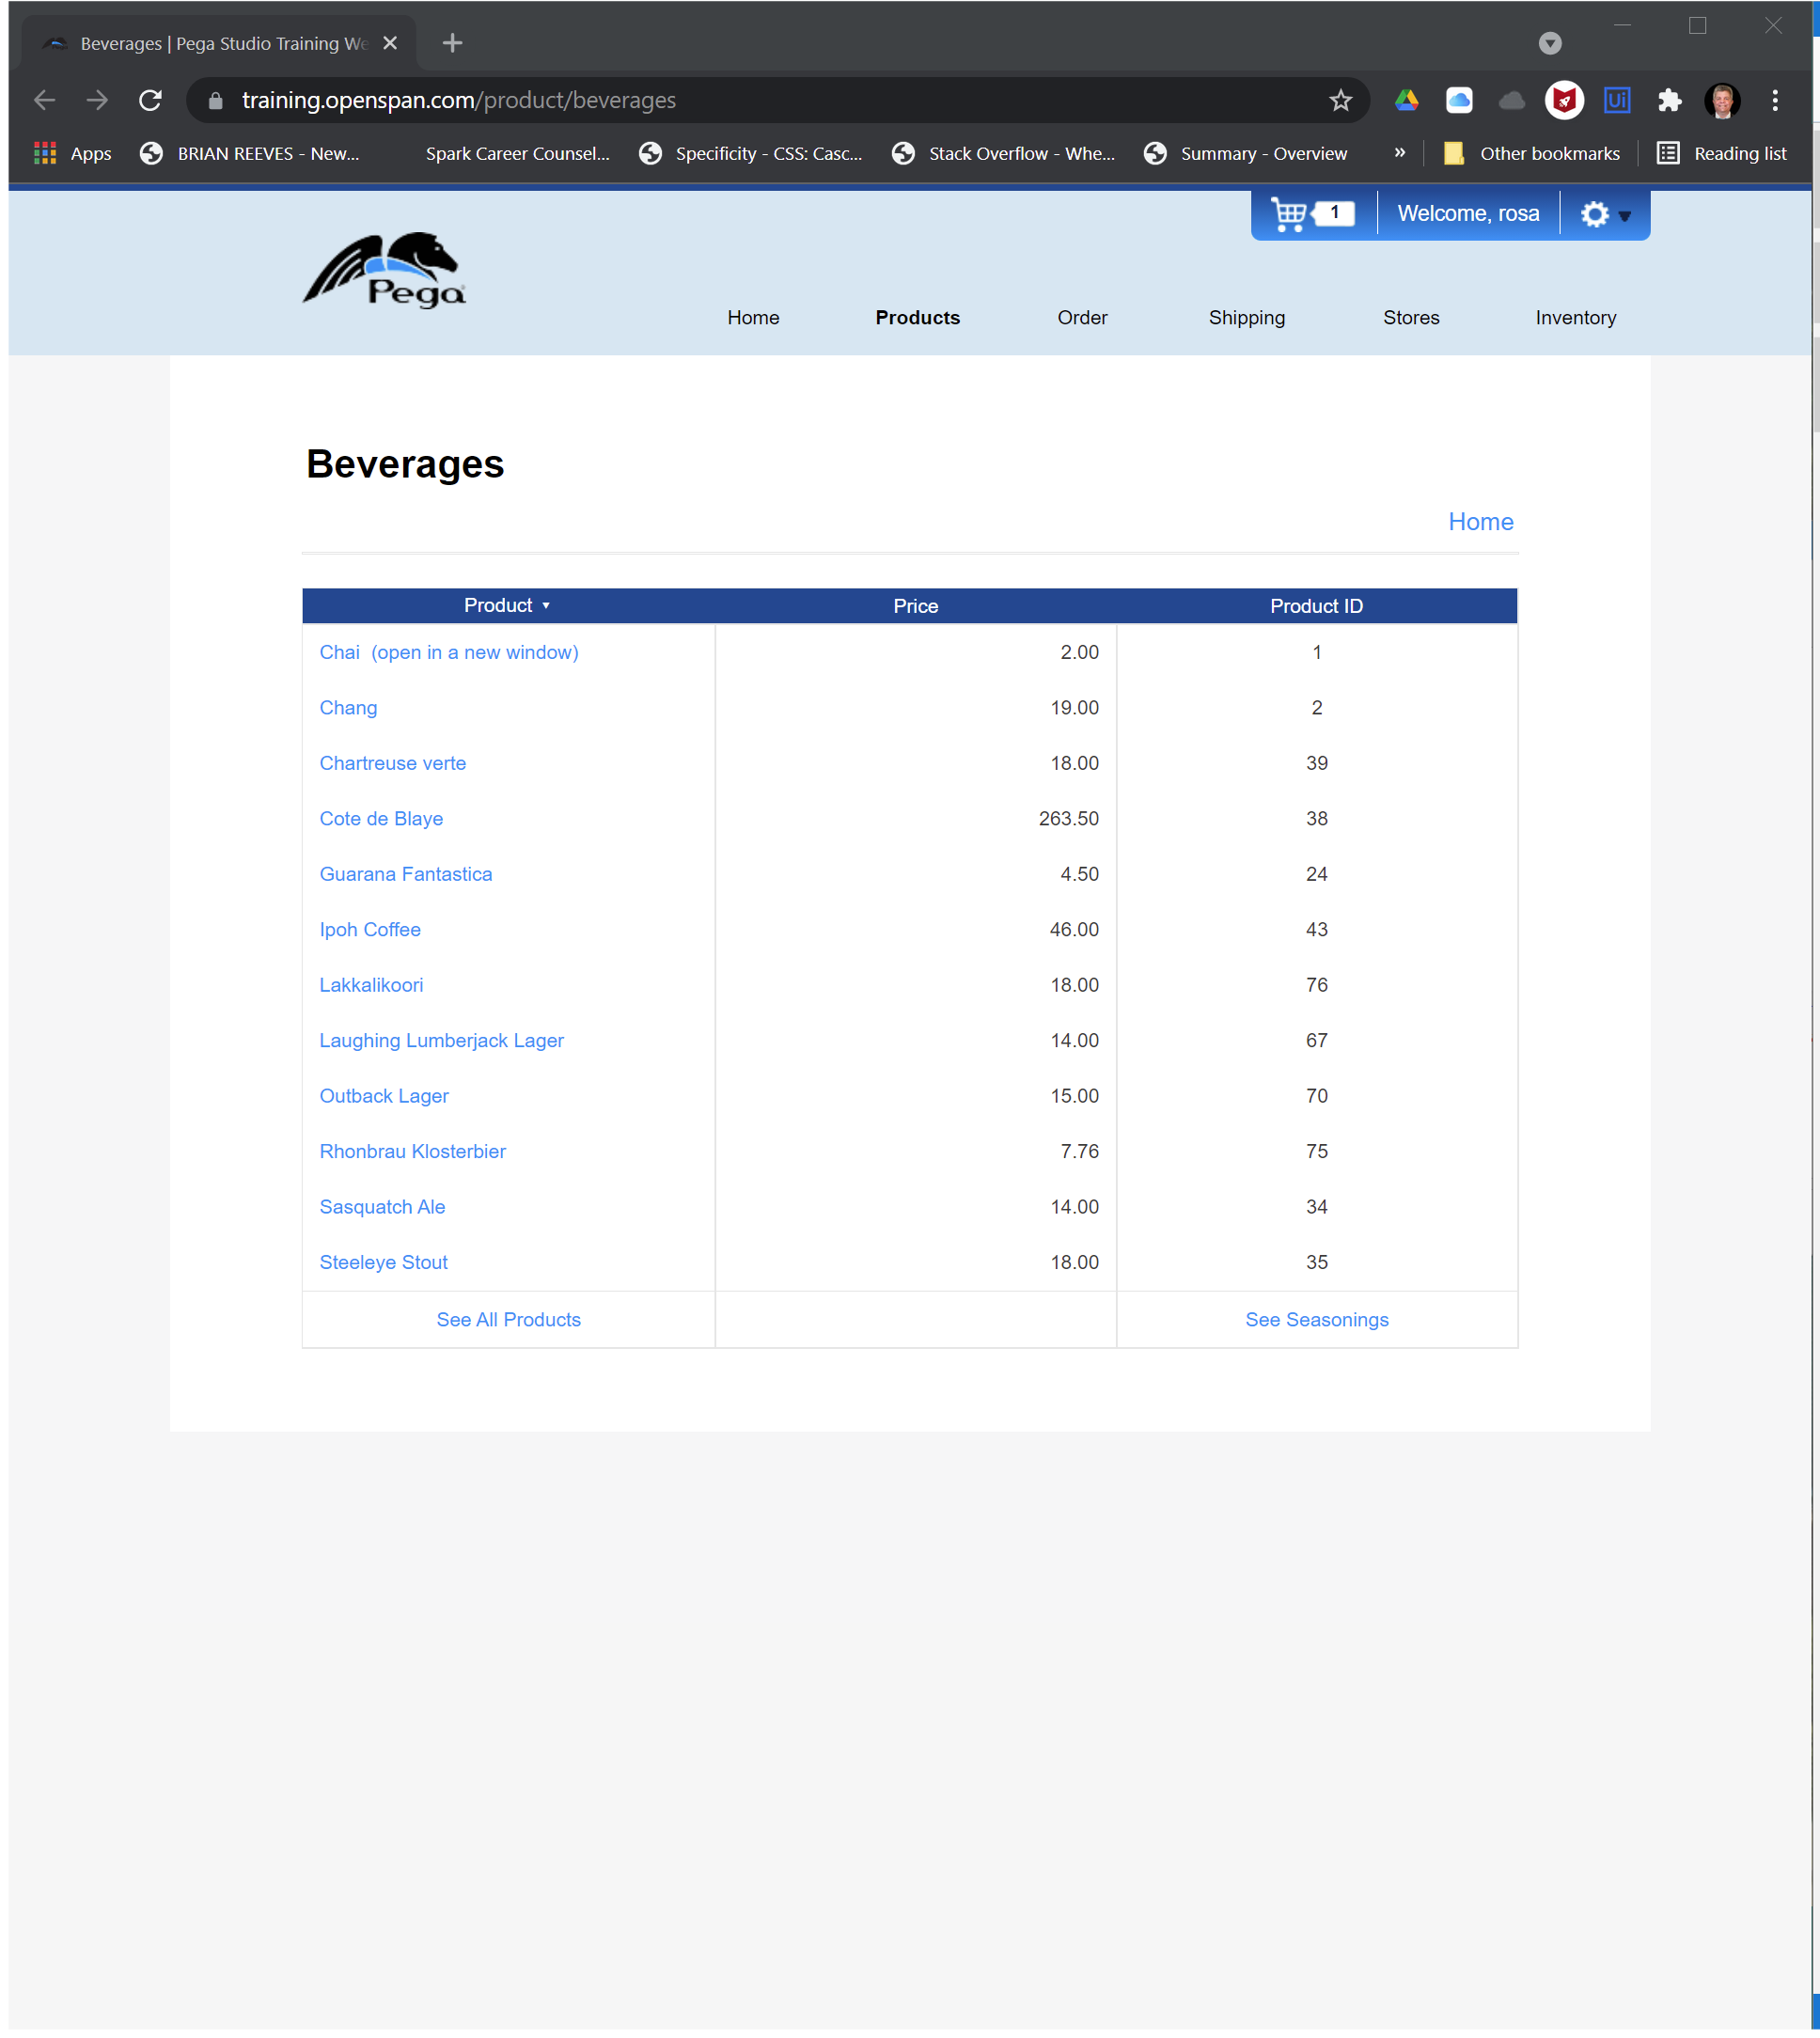 Beverages | Pega Studio Training We
training.openspan.com/product/beverages
Apps BRIAN REEVES - New... Spark Career Counsel... Specificity - CSS: Casc... Stack Overflow - Whe... Summary - Overview » Other bookmarks Reading list
1 Welcome, rosa
Pega
Home Products Order Shipping Stores Inventory
Beverages
Home
Product Price Product ID
Chai (open in a new window) 2.00 1
Chang 19.00 2
Chartreuse verte 18.00 39
Cote de Blaye 263.50 38
Guarana Fantastica 4.50 24
Ipoh Coffee 46.00 43
Lakkalikoori 18.00 76
Laughing Lumberjack Lager 14.00 67
Outback Lager 15.00 70
Rhonbrau Klosterbier 7.76 75
Sasquatch Ale 14.00 34
Steeleye Stout 18.00 35
See All Products See Seasonings